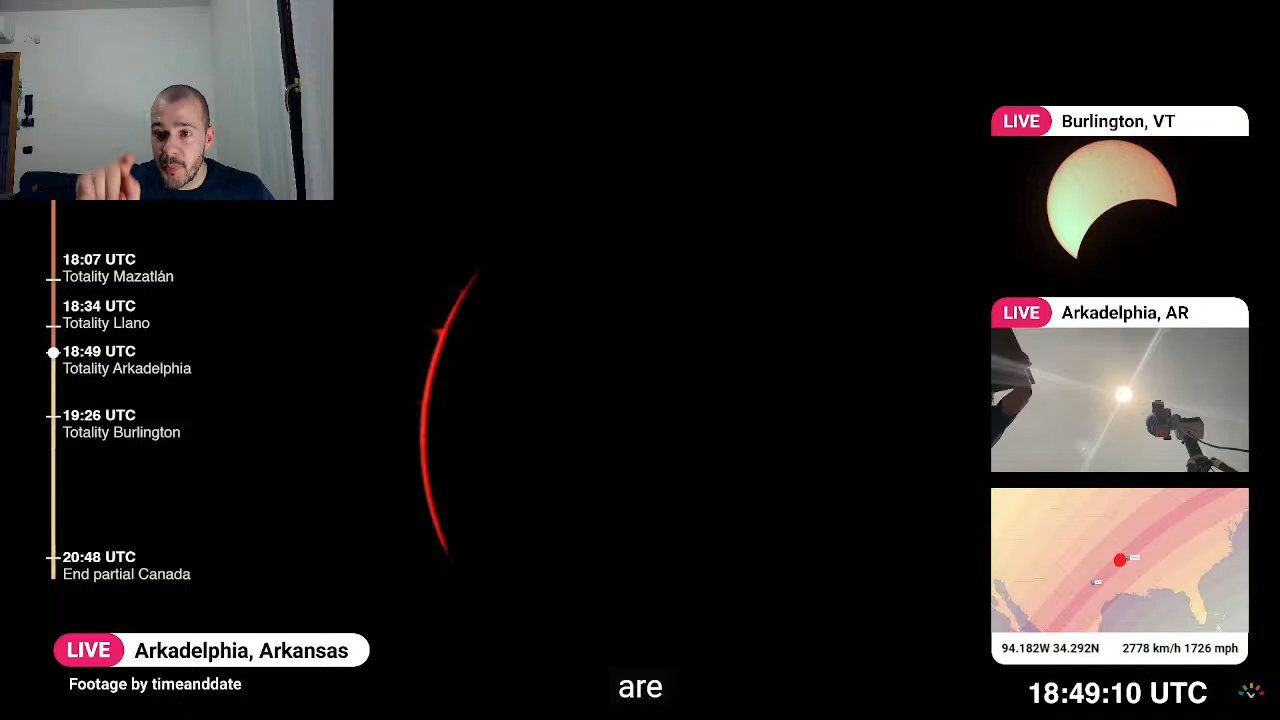 18:07 UTC
Totality Mazatlán
18:34 UTC
Totality Llano
18:49 UTC
Totality Arkadelphia
19:26 UTC
Totality Burlington
20:48 UTC
End partial Canada
LIVE Arkadelphia, Arkansas
Footage by timeanddate
are
LIVE Burlington, VT
LIVE Arkadelphia, AR
94.182W 34.292N 2778 km/h 1726 mph
18:49:10 UTC